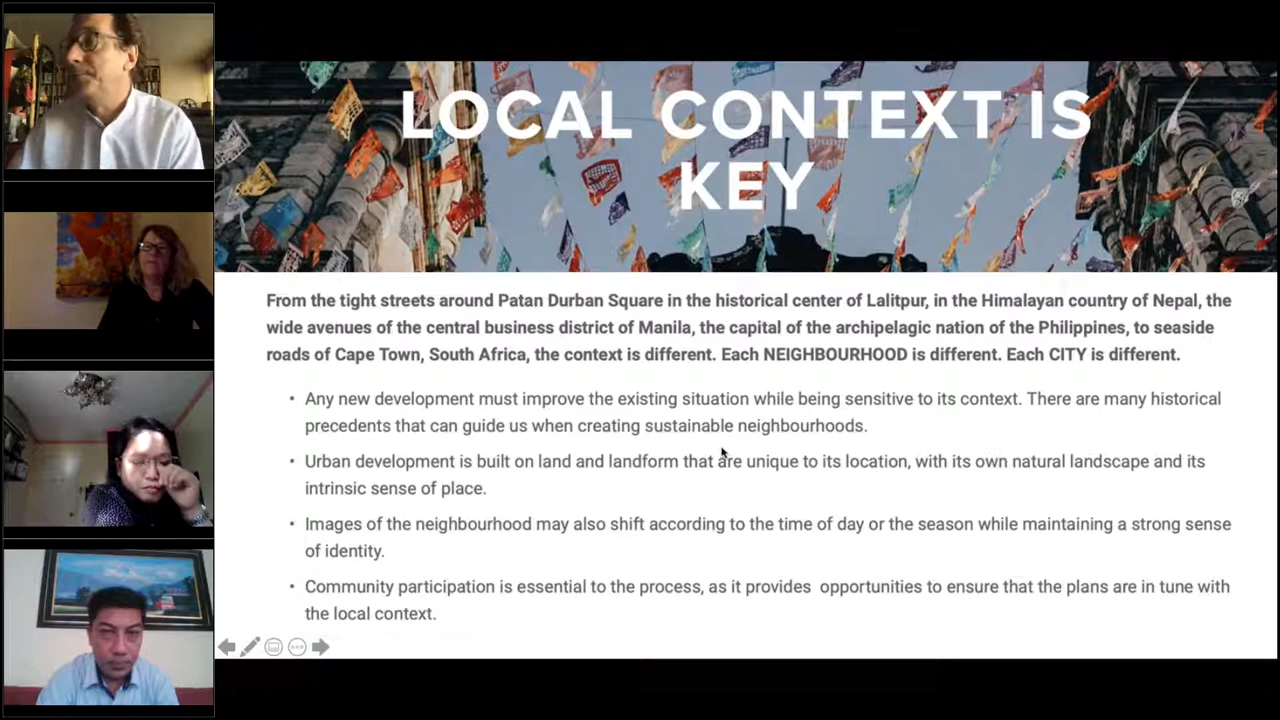 LOCAL CONTEXT IS
KEY
From the tight streets around Patan Durban Square in the historical center of Lalitpur, in the Himalayan country of Nepal, the
wide avenues of the central business district of Manila, the capital of the archipelagic nation of the Philippines, to seaside
roads of Cape Town, South Africa, the context is different. Each NEIGHBOURHOOD is different. Each CITY is different.
• Any new development must improve the existing situation while being sensitive to its context. There are many historical
precedents that can guide us when creating sustainable neighbourhoods.
• Urban development is built on land and landform that are unique to its location, with its own natural landscape and its
intrinsic sense of place.
• Images of the neighbourhood may also shift according to the time of day or the season while maintaining a strong sense
of identity.
• Community participation is essential to the process, as it provides  opportunities to ensure that the plans are in tune with
the local context.